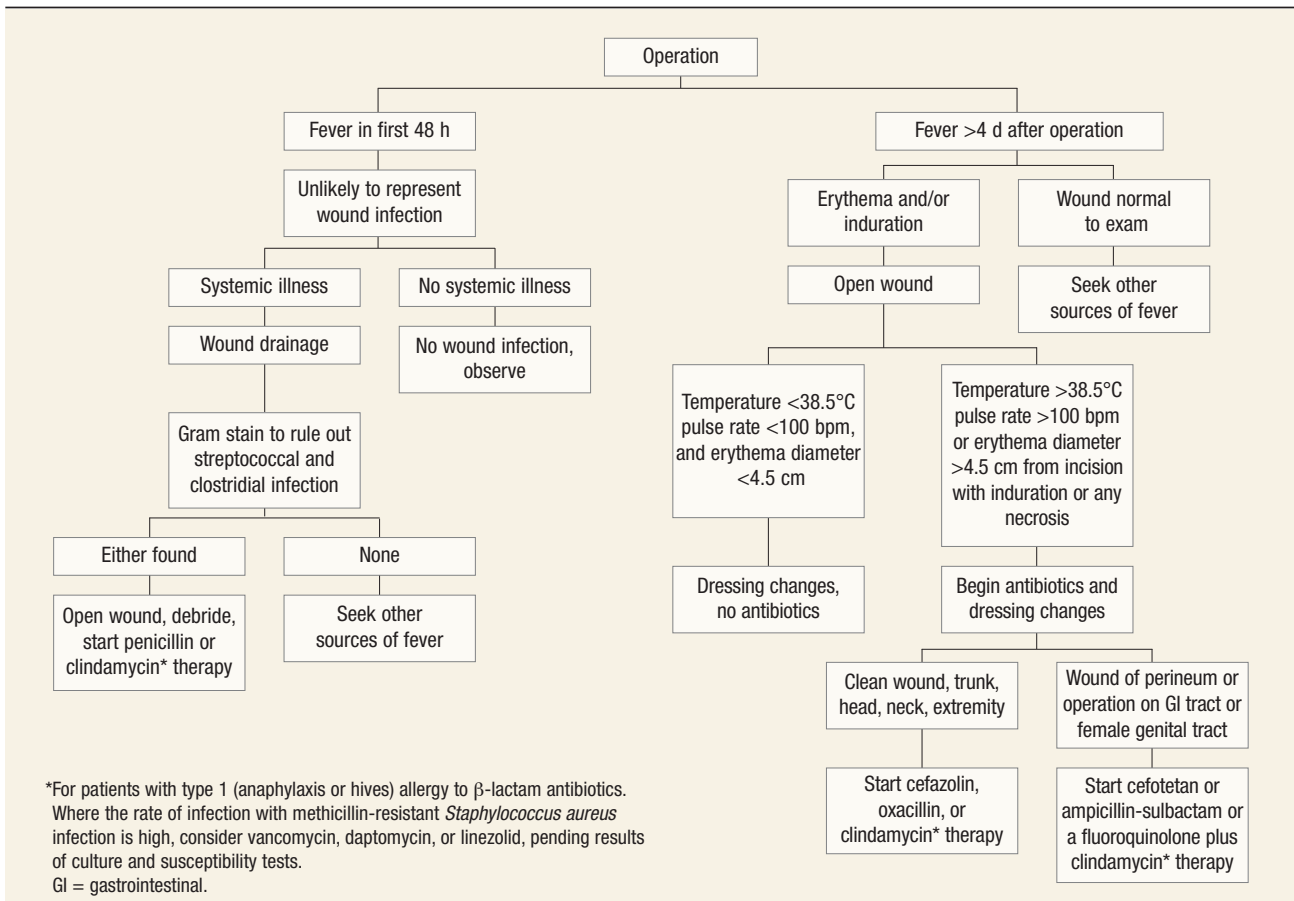 Operation
Fever in first 48 h
Unlikely to represent
wound infection
Systemic illness
No systemic illness
Wound drainage
No wound infection,
observe
Gram stain to rule out
streptococcal and
clostridial infection
Either found
None
Open wound, debride,
start penicillin or
clindamycin* therapy
Seek other
sources of fever
Fever >4 d after operation
Erythema and/or
induration
Wound normal
to exam
Open wound
Seek other
sources of fever
Temperature <38.5°C
pulse rate <100 bpm,
and erythema diameter
<4.5 cm
Temperature >38.5°C
pulse rate >100 bpm
or erythema diameter
>4.5 cm from incision
with induration or any
necrosis
Dressing changes,
no antibiotics
Begin antibiotics and
dressing changes
Clean wound, trunk,
head, neck, extremity
Wound of perineum or
operation on GI tract or
female genital tract
Start cefazolin,
oxacillin, or
clindamycin* therapy
Start cefotetan or
ampicillin-sulbactam or
a fluoroquinolone plus
clindamycin* therapy
*For patients with type 1 (anaphylaxis or hives) allergy to β-lactam antibiotics.
Where the rate of infection with methicillin-resistant Staphylococcus aureus
infection is high, consider vancomycin, daptomycin, or linezolid, pending results
of culture and susceptibility tests.
GI = gastrointestinal.